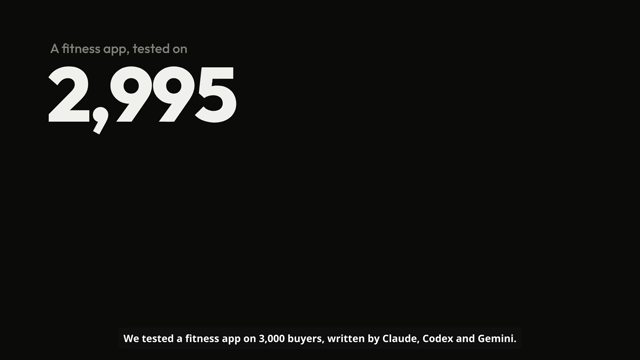 A fitness app, tested on
2,995
We tested a fitness app on 3,000 buyers, written by Claude, Codex and Gemini.